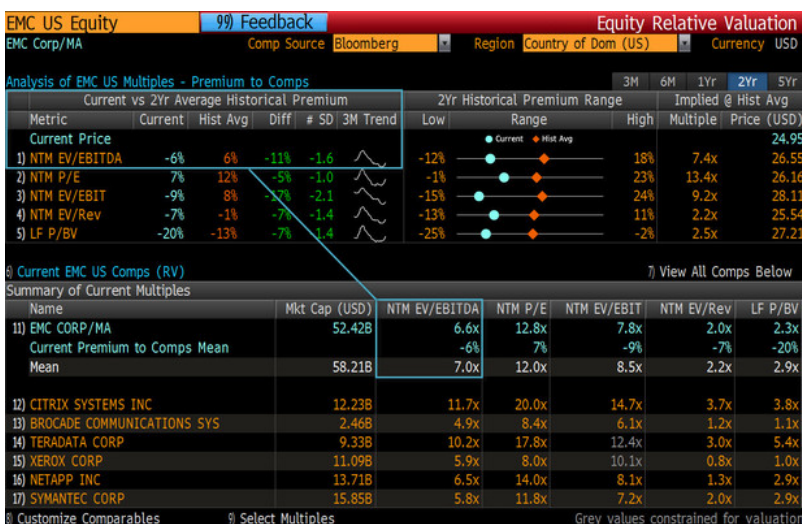 EMC US Equity 99) Feedback Equity Relative Valuation
EMC Corp/MA Comp Source Bloomberg Region Country of Dom (US) Currency USD
Analysis of EMC US Multiples - Premium to Comps 3M 6M 1Yr 2Yr 5Yr
Current vs 2Yr Average Historical Premium 2Yr Historical Premium Range Implied @ Hist Avg
Metric Current Hist Avg Diff # SD 3M Trend Low Range High Multiple Price (USD)
Current Price Current Hist Avg 24.95
1) NTM EV/EBITDA -6% 6% -11% -1.6 -12% 18% 7.4x 26.55
2) NTM P/E 7% 12% -5% -1.0 -1% 23% 13.4x 26.16
3) NTM EV/EBIT -9% 8% -17% -2.1 -15% 24% 9.2x 28.11
4) NTM EV/Rev -7% -1% -7% -1.4 -13% 11% 2.2x 25.54
5) LF P/BV -20% -13% -7% -1.4 -25% -2% 2.5x 27.21
6) Current EMC US Comps (RV) 7) View All Comps Below
Summary of Current Multiples
Name Mkt Cap (USD) NTM EV/EBITDA NTM P/E NTM EV/EBIT NTM EV/Rev LF P/BV
11) EMC CORP/MA 52.42B 6.6x 12.8x 7.8x 2.0x 2.3x
Current Premium to Comps Mean -6% 7% -9% -7% -20%
Mean 58.21B 7.0x 12.0x 8.5x 2.2x 2.9x
12) CITRIX SYSTEMS INC 12.23B 11.7x 20.0x 14.7x 3.7x 3.8x
13) BROCADE COMMUNICATIONS SYS 2.46B 4.9x 8.4x 6.1x 1.2x 1.1x
14) TERADATA CORP 9.33B 10.2x 17.8x 12.4x 3.0x 5.4x
15) XEROX CORP 11.09B 5.9x 8.0x 10.1x 0.8x 1.0x
16) NETAPP INC 13.71B 6.5x 14.0x 8.1x 1.3x 2.9x
17) SYMANTEC CORP 15.85B 5.8x 11.8x 7.2x 2.0x 2.9x
8) Customize Comparables 9) Select Multiples Grey values constrained for valuation